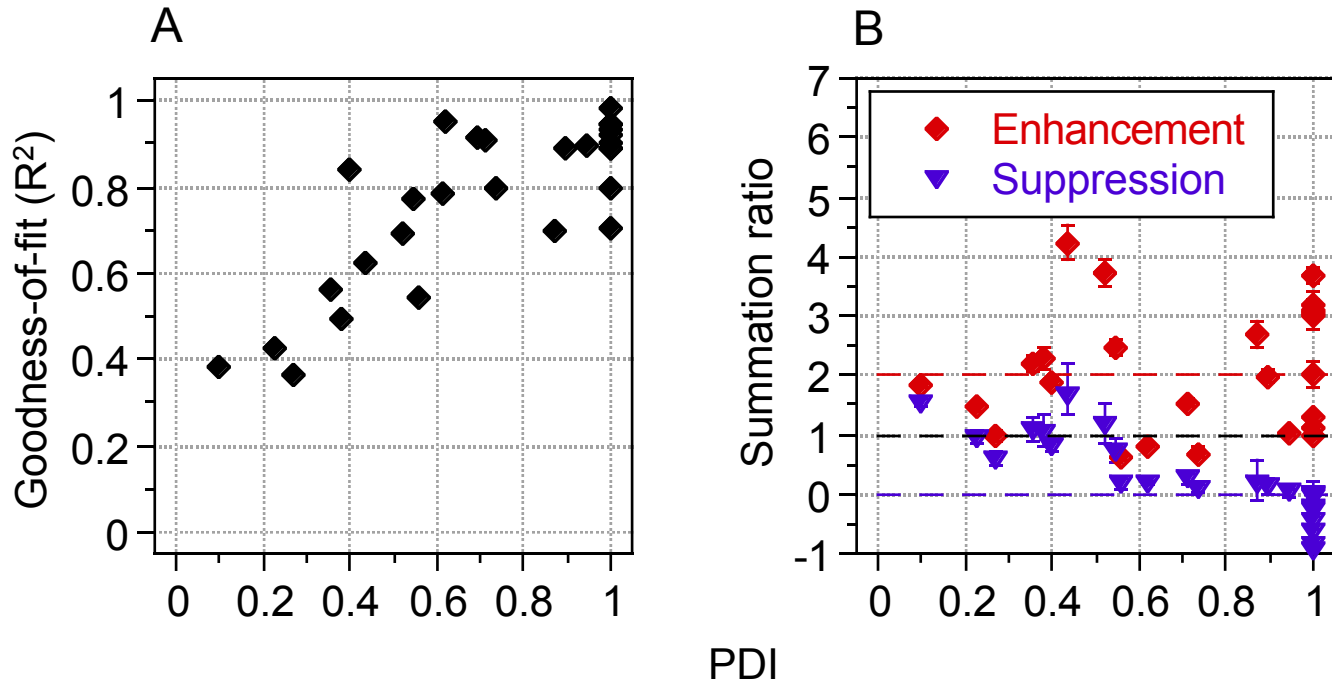 A
Goodness-of-fit (R²)
1
0.8
0.6
0.4
0.2
0
0 0.2 0.4 0.6 0.8 1
B
Summation ratio
7
6
5
4
3
2
1
0
-1
Enhancement
Suppression
0 0.2 0.4 0.6 0.8 1
PDI